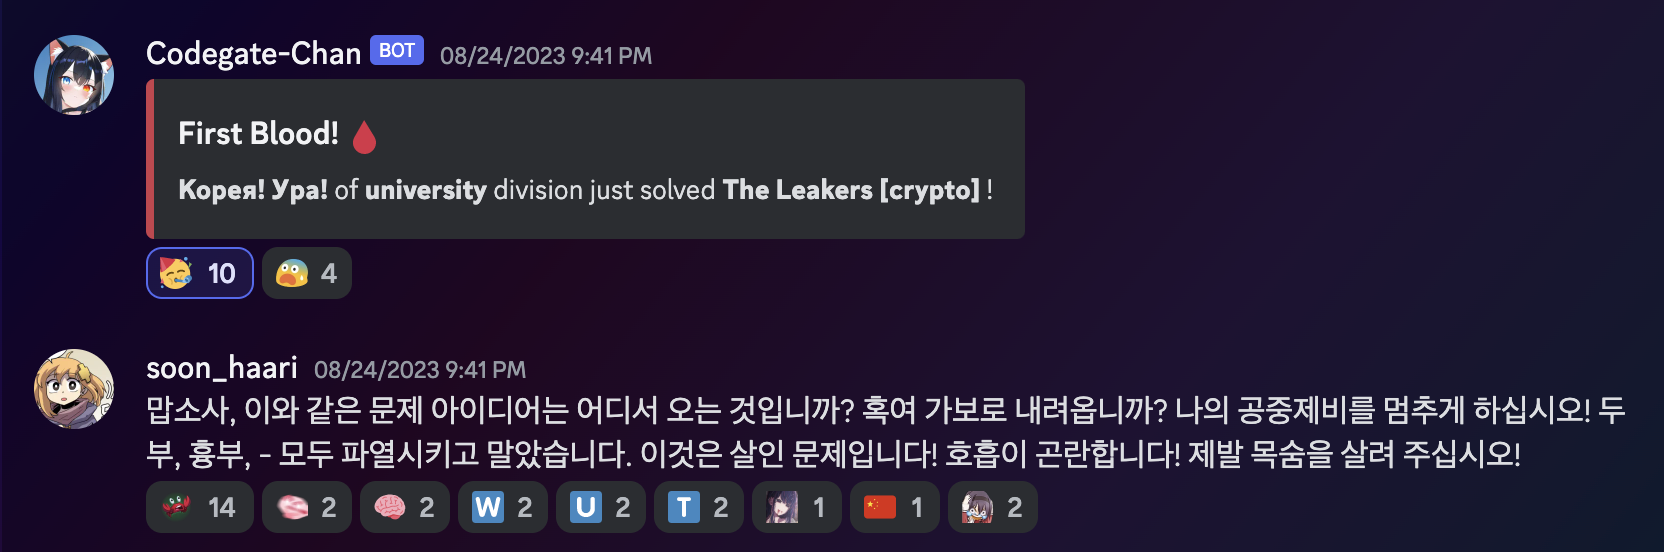 Codegate-Chan BOT 08/24/2023 9:41 PM
First Blood! 🩸
Корея! Ура! of university division just solved The Leakers [crypto] !
🥳 10 😨 4
soon_haari 08/24/2023 9:41 PM
맙소사, 이와 같은 문제 아이디어는 어디서 오는 것입니까? 혹여 가보로 내려옵니까? 나의 공중제비를 멈추게 하십시오! 두
부, 흉부, - 모두 파열시키고 말았습니다. 이것은 살인 문제입니다! 호흡이 곤란합니다! 제발 목숨을 살려 주십시오!
14 2 2 W 2 U 2 T 2 1 1 2